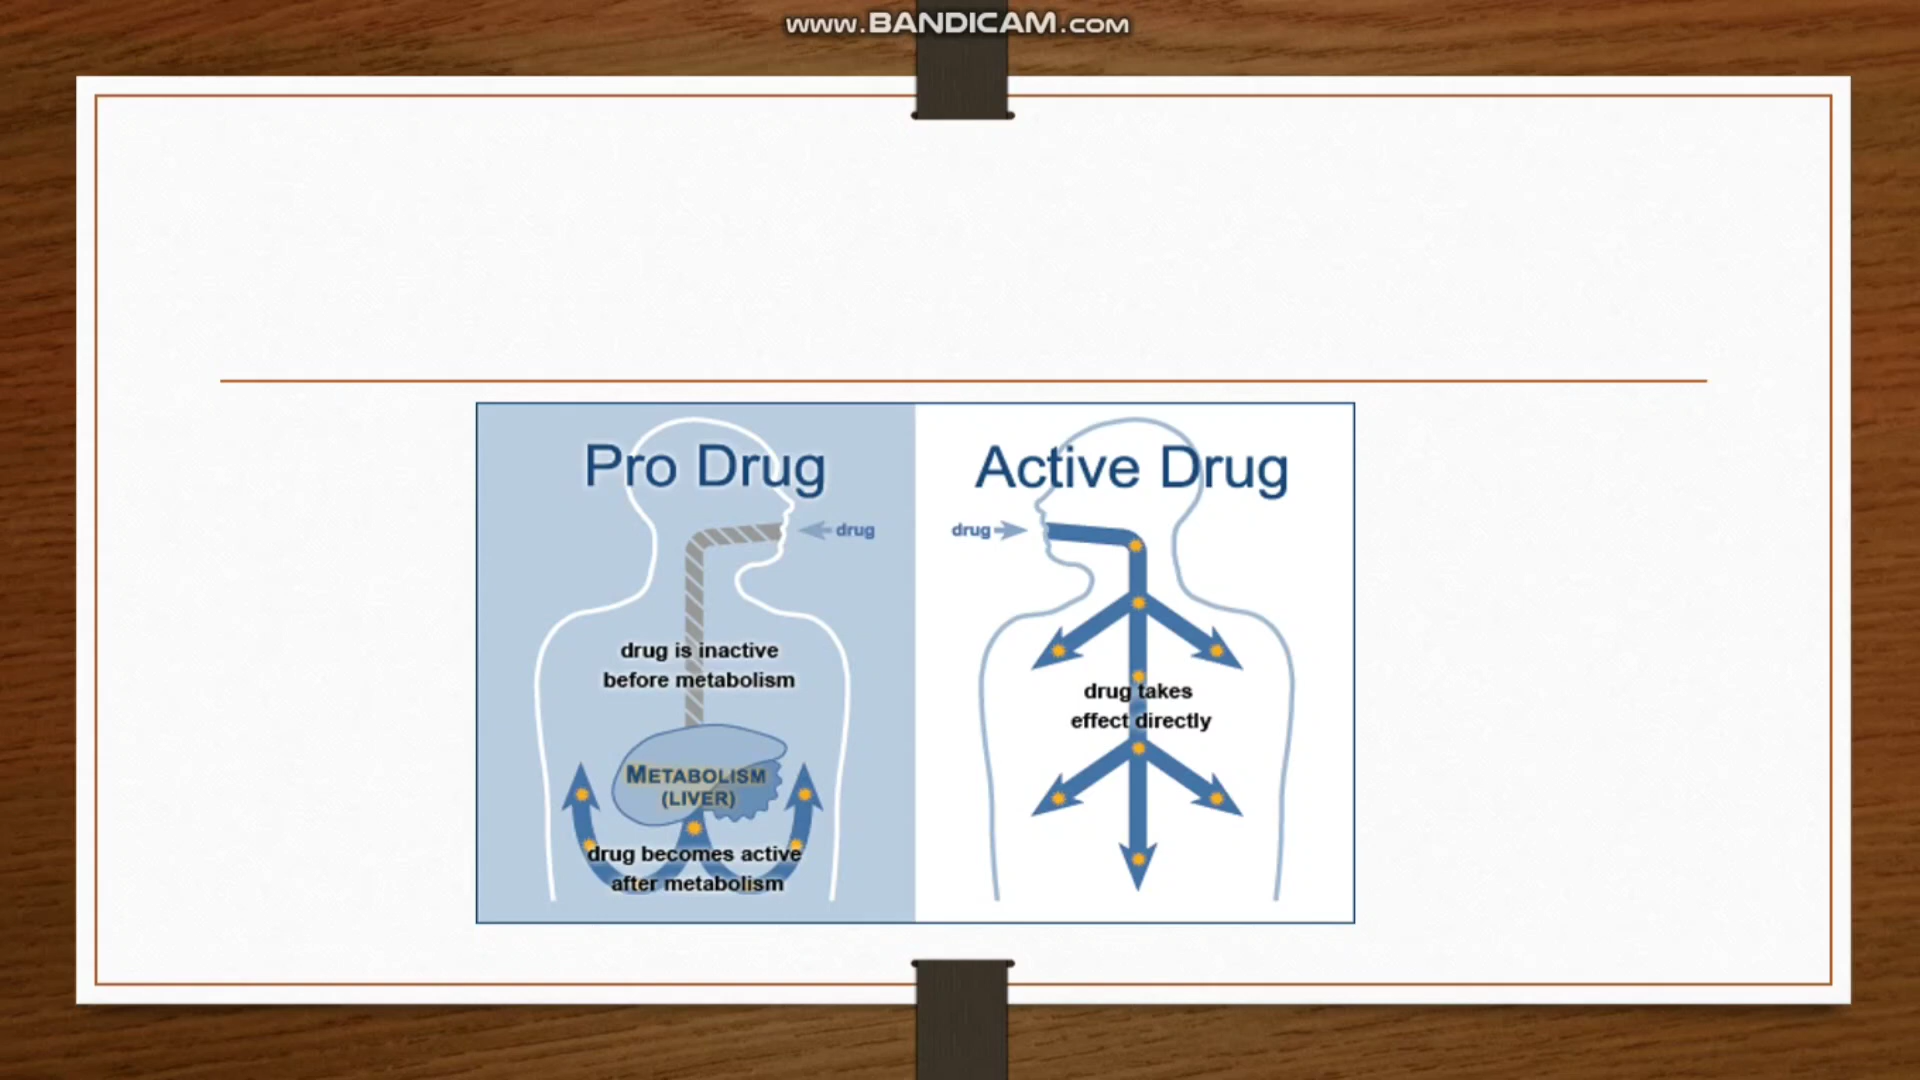 www.BANDICAM.com
Pro Drug
drug
drug is inactive
before metabolism
METABOLISM
(LIVER)
drug becomes active
after metabolism
Active Drug
drug
drug takes
effect directly